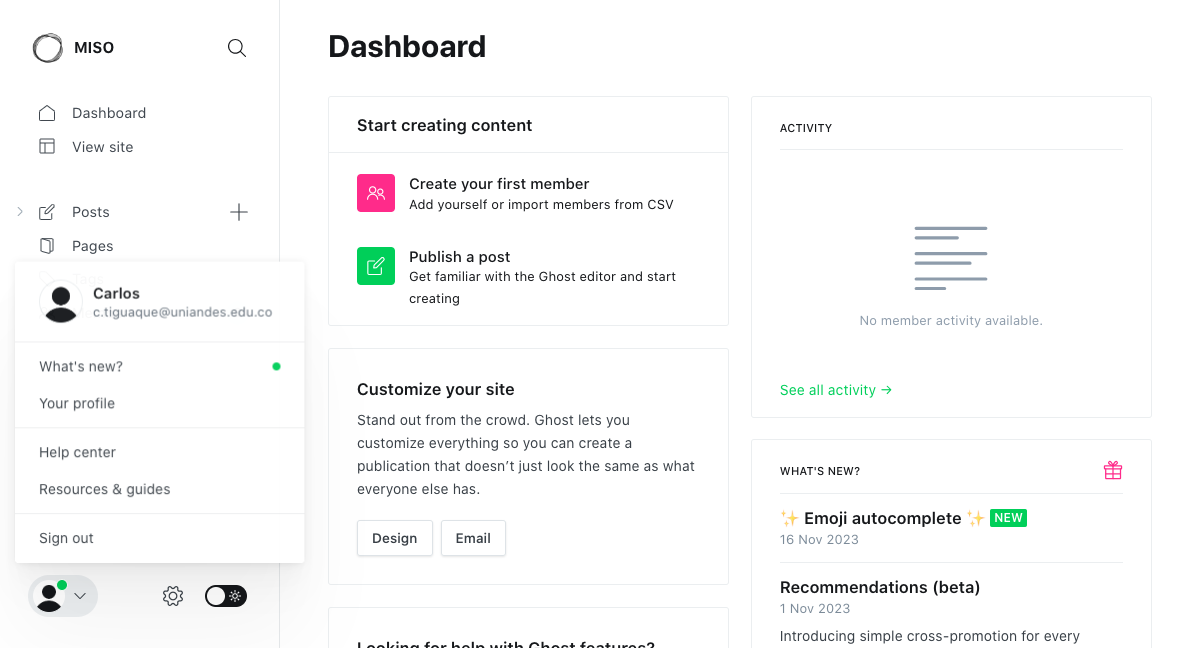 MISO
Dashboard
View site
Posts
Pages
Tags
Carlos
c.tiguaque@uniandes.edu.co
What's new?
Your profile
Help center
Resources & guides
Sign out
Dashboard
Start creating content
Create your first member
Add yourself or import members from CSV
Publish a post
Get familiar with the Ghost editor and start
creating
Customize your site
Stand out from the crowd. Ghost lets you
customize everything so you can create a
publication that doesn’t just look the same as what
everyone else has.
Design
Email
Looking for help with Ghost features?
ACTIVITY
No member activity available.
See all activity →
WHAT'S NEW?
✨ Emoji autocomplete ✨ NEW
16 Nov 2023
Recommendations (beta)
1 Nov 2023
Introducing simple cross-promotion for every